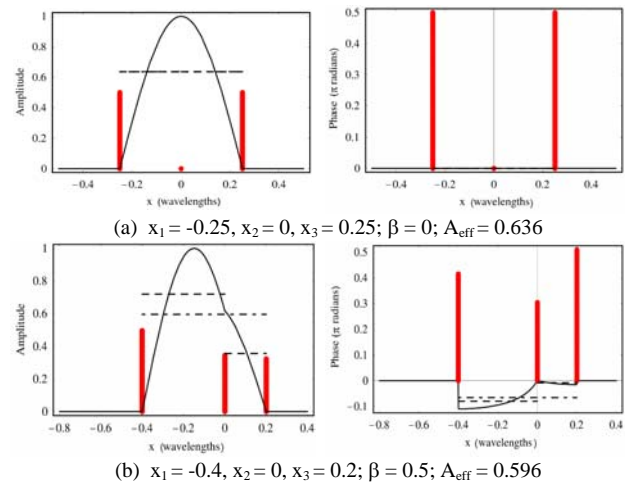 1
0.8
0.6
0.4
0.2
0
Amplitude
−0.4 −0.2 0 0.2 0.4
x (wavelengths)
0.5
0.4
0.3
0.2
0.1
0
Phase (π radians)
−0.4 −0.2 0 0.2 0.4
x (wavelengths)
(a) x1 = -0.25, x2 = 0, x3 = 0.25; β = 0; Aeff = 0.636
1
0.8
0.6
0.4
0.2
0
Amplitude
−0.8 −0.6 −0.4 −0.2 0 0.2 0.4
x (wavelengths)
0.5
0.4
0.3
0.2
0.1
0
−0.1
Phase (π radians)
−0.8 −0.6 −0.4 −0.2 0 0.2 0.4
x (wavelengths)
(b) x1 = -0.4, x2 = 0, x3 = 0.2; β = 0.5; Aeff = 0.596